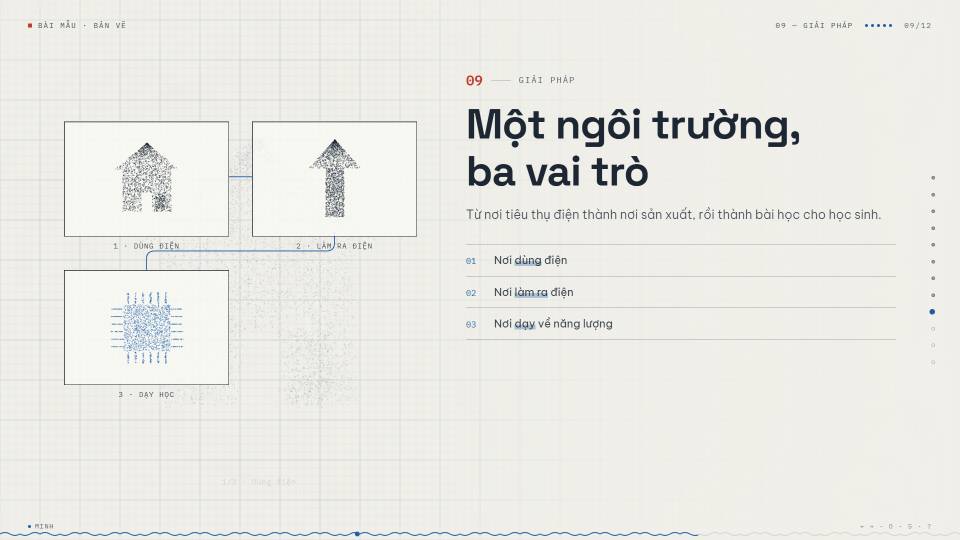 BÀI MẪU · BẢN VẼ
09 — GIẢI PHÁP
09/12
09 — GIẢI PHÁP
Một ngôi trường,
ba vai trò
Từ nơi tiêu thụ điện thành nơi sản xuất, rồi thành bài học cho học sinh.
01 Nơi dùng điện
02 Nơi làm ra điện
03 Nơi dạy về năng lượng
1 · DÙNG ĐIỆN
2 · LÀM RA ĐIỆN
3 · DẠY HỌC
MINH